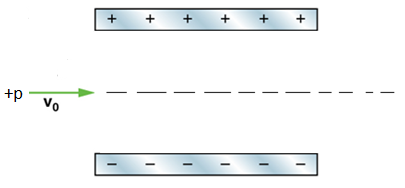 + + + + + +
+p
v₀
− − − − − −